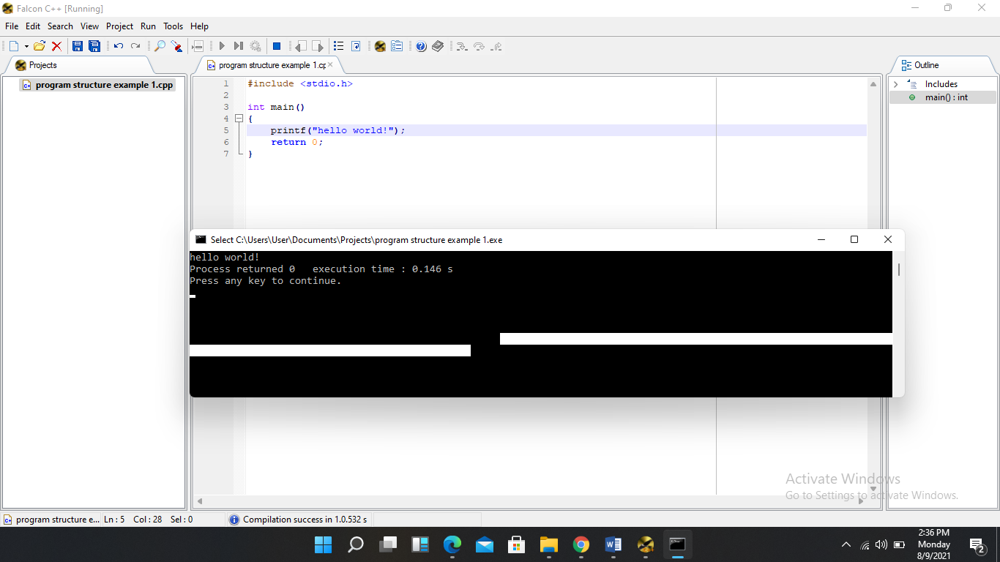 Falcon C++ [Running]
File Edit Search View Project Run Tools Help
Projects
program structure example 1.cpp
program structure example 1.cp
1 #include <stdio.h>
2
3 int main()
4 {
5 printf("hello world!");
6 return 0;
7 }
Outline
Includes
main() : int
Select C:\Users\User\Documents\Projects\program structure example 1.exe
hello world!
Process returned 0   execution time : 0.146 s
Press any key to continue.
Activate Windows
Go to Settings to activate Windows.
program structure e... Ln : 5 Col : 28 Sel : 0 Compilation success in 1.0.532 s
2:36 PM
Monday
8/9/2021
2